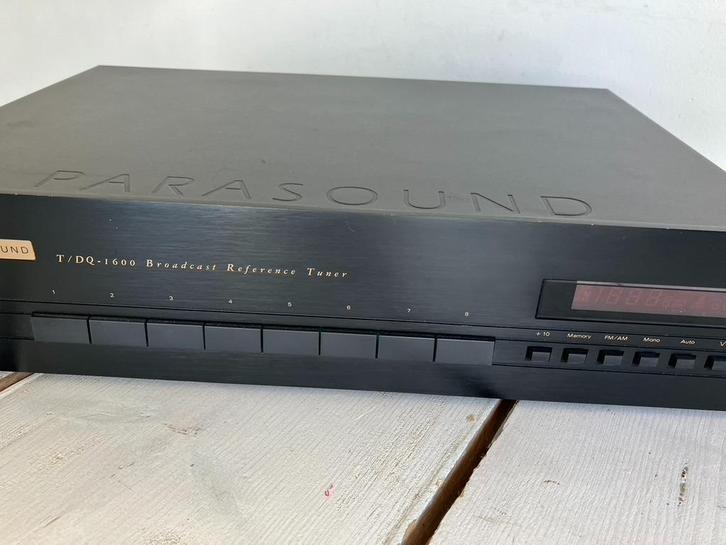 PARASOUND
UND
T/DQ-1600 Broadcast Reference Tuner
1 2 3 4 5 6 7 8
+10 Memory FM/AM Mono Auto V